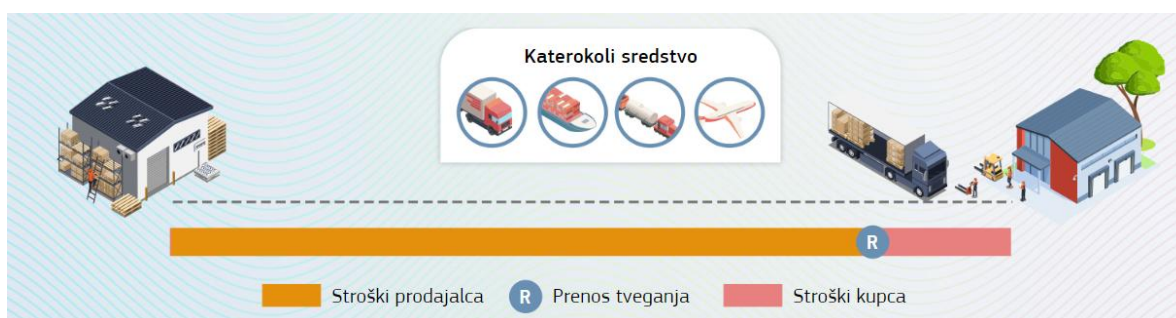 Katerokoli sredstvo
R
Stroški prodajalca
R Prenos tveganja
Stroški kupca